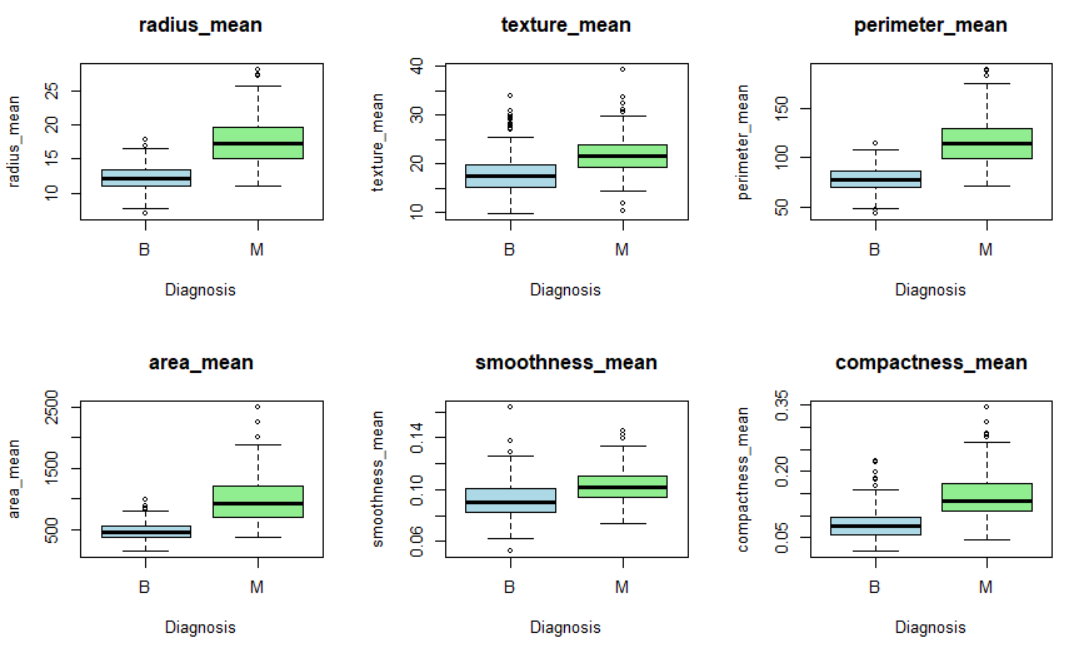 radius_mean
texture_mean
perimeter_mean
radius_mean
10
15
20
25
B
M
Diagnosis
texture_mean
10
20
30
40
B
M
Diagnosis
perimeter_mean
50
100
150
B
M
Diagnosis
area_mean
smoothness_mean
compactness_mean
area_mean
500
1500
2500
B
M
Diagnosis
smoothness_mean
0.06
0.10
0.14
B
M
Diagnosis
compactness_mean
0.05
0.20
0.35
B
M
Diagnosis